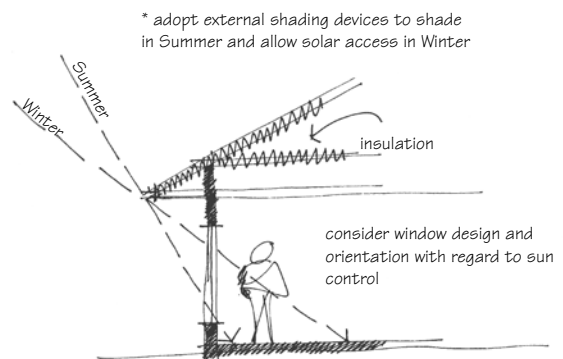 * adopt external shading devices to shade
in Summer and allow solar access in Winter
Summer
Winter
insulation
consider window design and
orientation with regard to sun
control